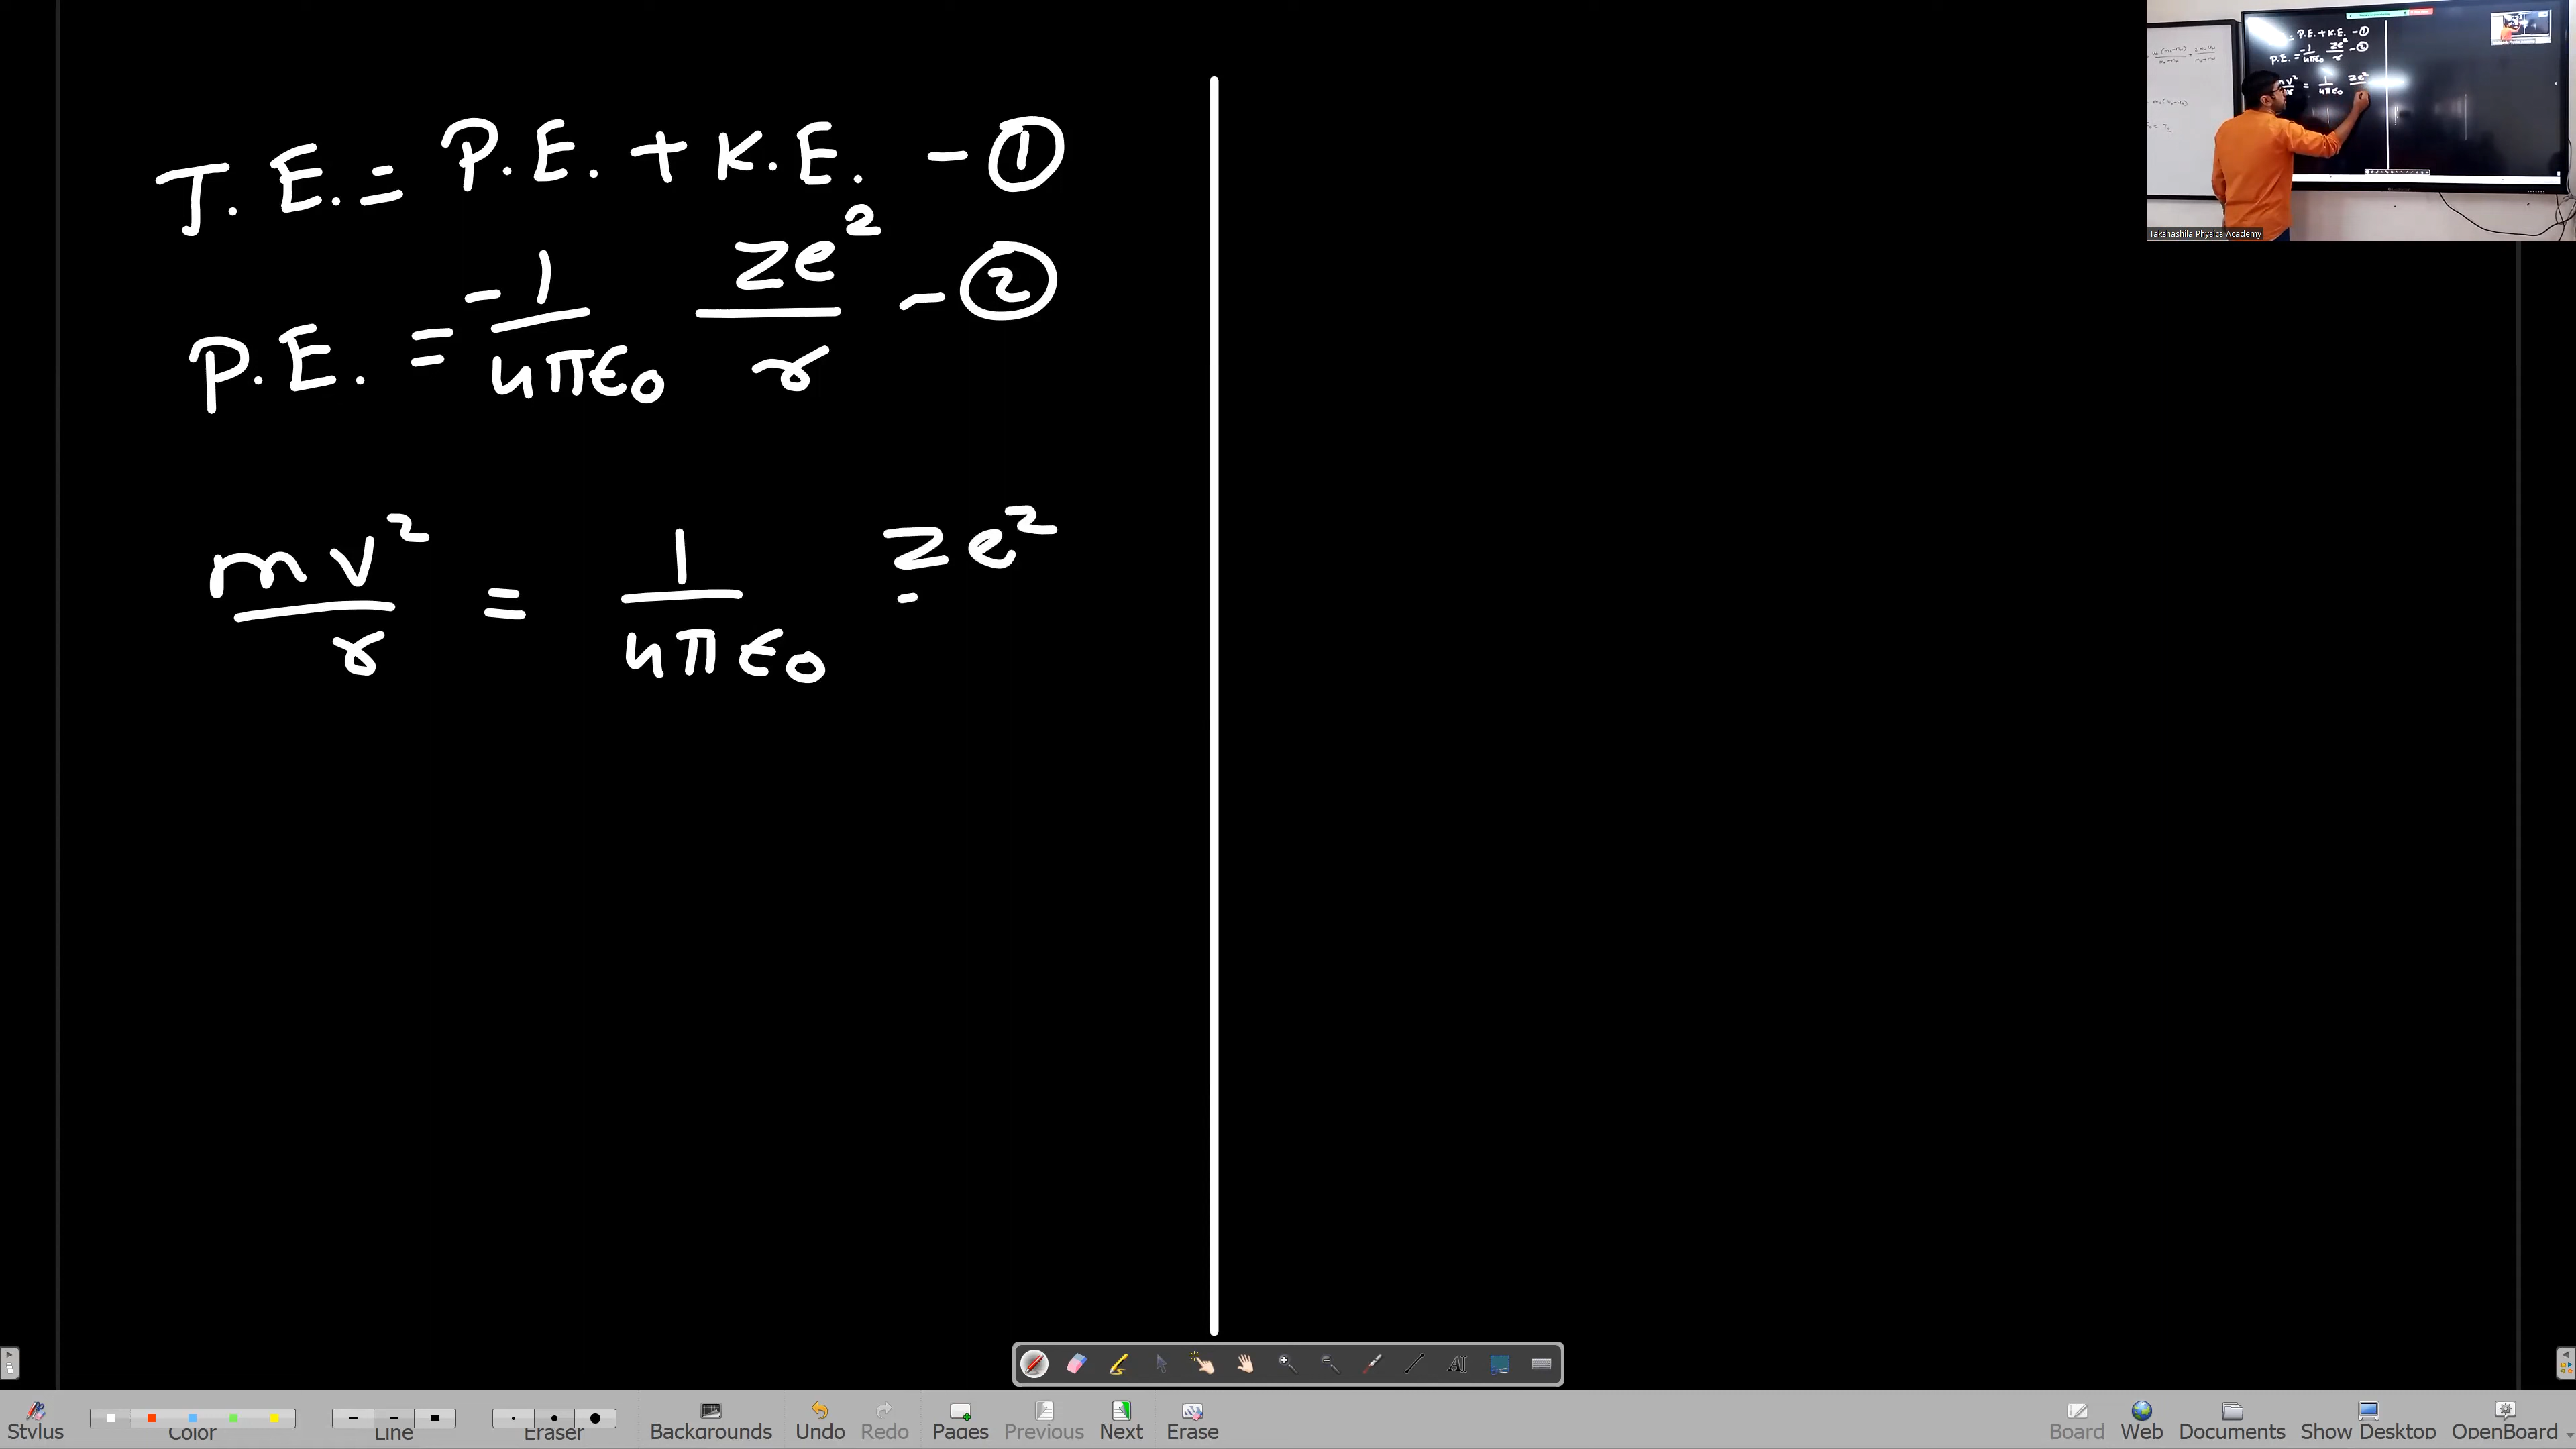 T.E. = P.E. + K.E. - ①
P.E. = -1/4πϵ₀ ze²/r - ②
mv²/r = 1/4πϵ₀ ze²
Takshashila Physics Academy
Stylus
Color
Line
Eraser
Backgrounds
Undo
Redo
Pages
Previous
Next
Erase
Board
Web
Documents
Show Desktop
OpenBoard